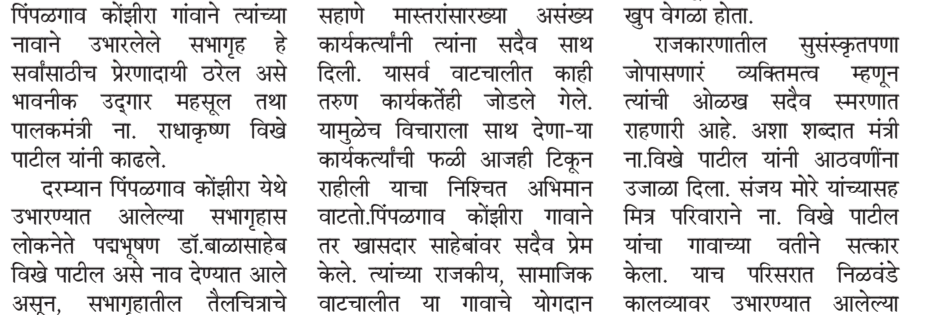 पिंपळगाव कोंझीरा गांवाने त्यांच्या
नावाने उभारलेले सभागृह हे
सर्वांसाठीच प्रेरणादायी ठरेल असे
भावनीक उद्‌गार महसूल तथा
पालकमंत्री ना. राधाकृष्ण विखे
पाटील यांनी काढले.
दरम्यान पिंपळगाव कोंझीरा येथे
उभारण्यात आलेल्या सभागृहास
लोकनेते पद्मभूषण डॉ.बाळासाहेब
विखे पाटील असे नाव देण्यात आले
असून, सभागृहातील तैलचित्राचे
सहाणे मास्तरांसारख्या असंख्य
कार्यकर्त्यांनी त्यांना सदैव साथ
दिली. यासर्व वाटचालीत काही
तरुण कार्यकर्तेही जोडले गेले.
यामुळेच विचाराला साथ देणा-या
कार्यकर्त्यांची फळी आजही टिकून
राहीली याचा निश्चित अभिमान
वाटतो.पिंपळगाव कोंझीरा गावाने
तर खासदार साहेबांवर सदैव प्रेम
केले. त्यांच्या राजकीय, सामाजिक
वाटचालीत या गावाचे योगदान
खुप वेगळा होता.
राजकारणातील सुसंस्कृतपणा
जोपासणारं व्यक्तिमत्व म्हणून
त्यांची ओळख सदैव स्मरणात
राहणारी आहे. अशा शब्दात मंत्री
ना.विखे पाटील यांनी आठवणींना
उजाळा दिला. संजय मोरे यांच्यासह
मित्र परिवाराने ना. विखे पाटील
यांचा गावाच्या वतीने सत्कार
केला. याच परिसरात निळवंडे
कालव्यावर उभारण्यात आलेल्या